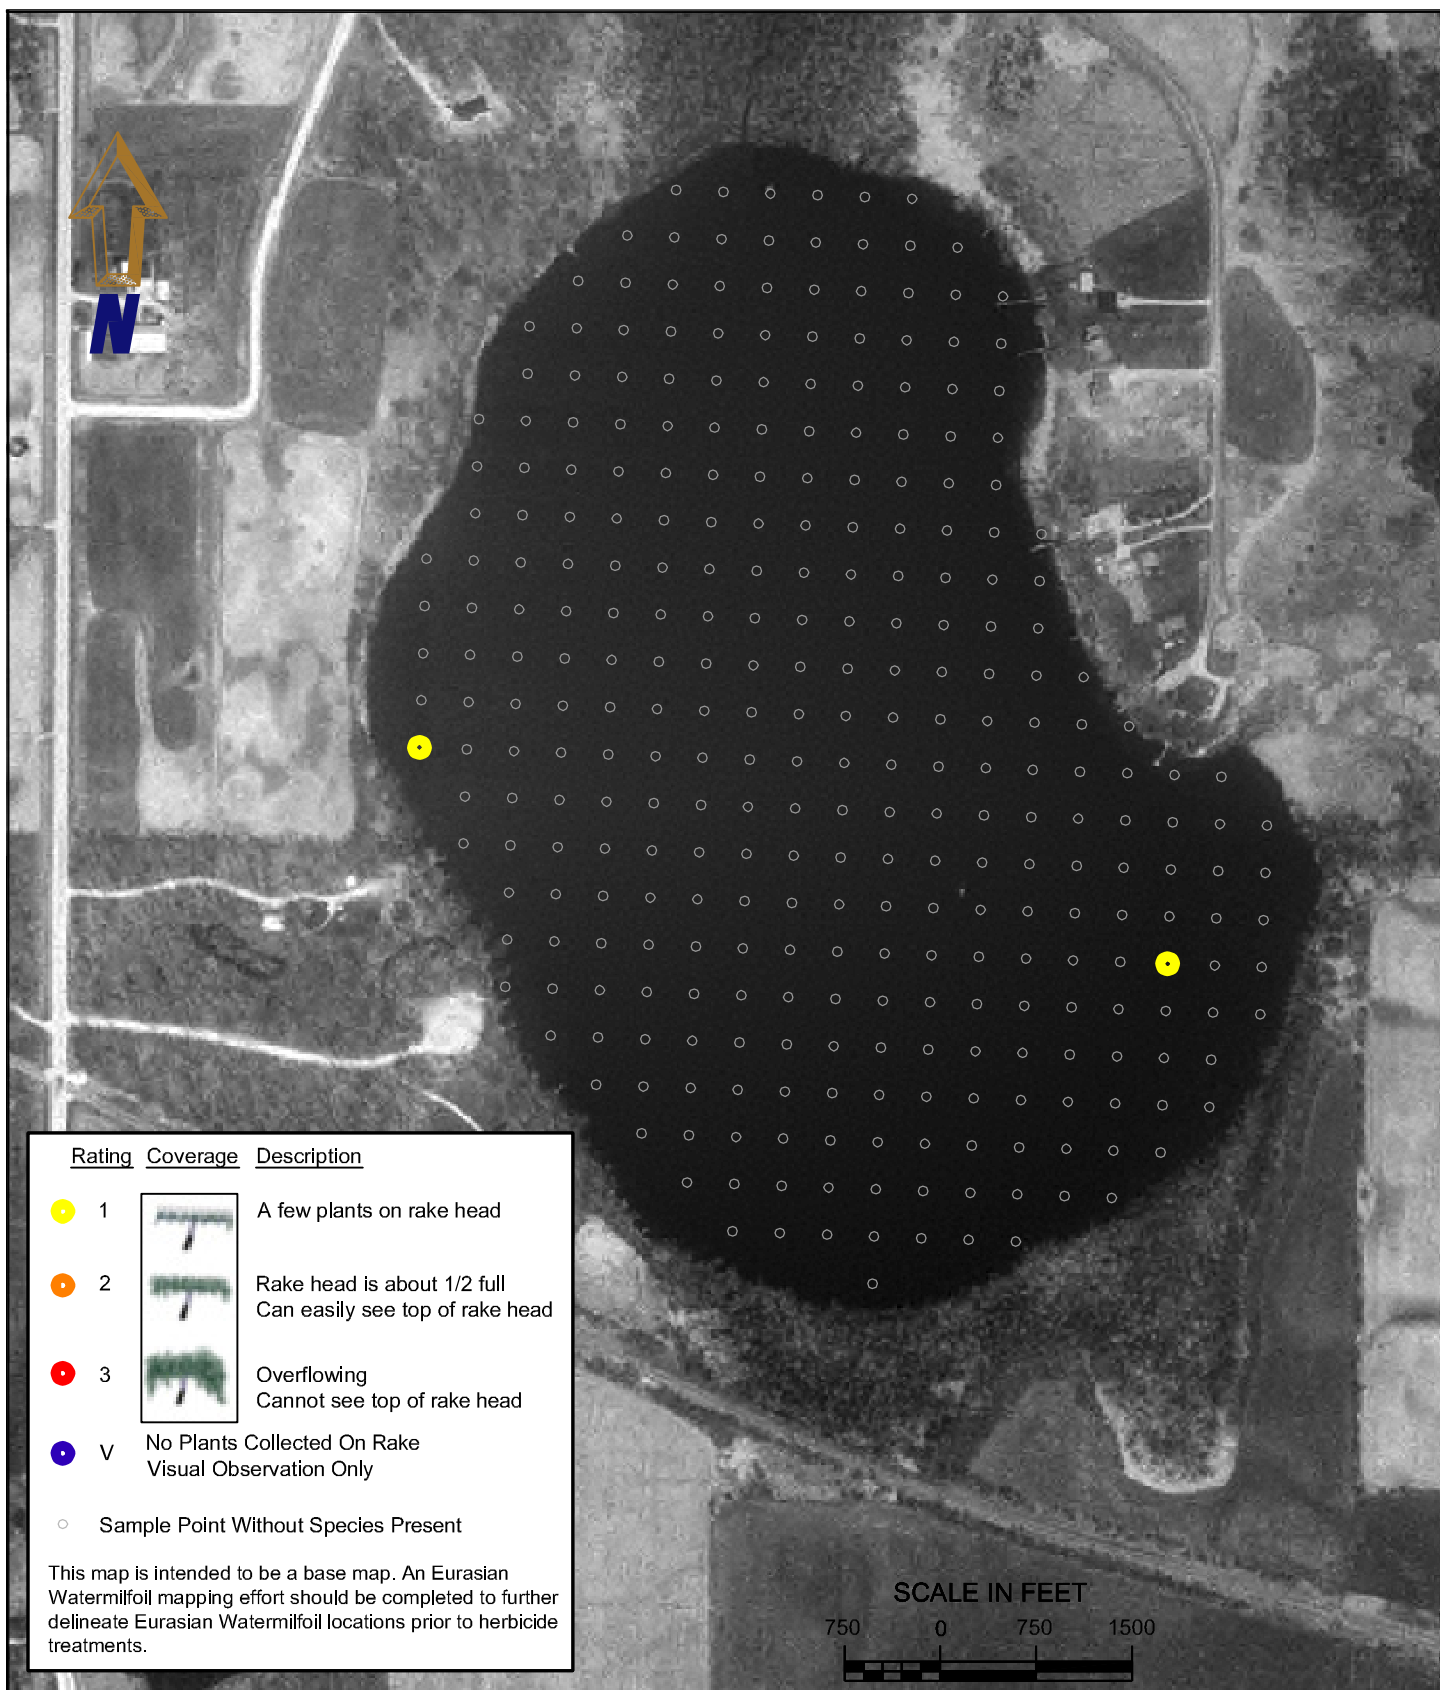 N
Rating Coverage Description
1 A few plants on rake head
2 Rake head is about 1/2 full
Can easily see top of rake head
3 Overflowing
Cannot see top of rake head
V No Plants Collected On Rake
Visual Observation Only
Sample Point Without Species Present
This map is intended to be a base map. An Eurasian
Watermilfoil mapping effort should be completed to further
delineate Eurasian Watermilfoil locations prior to herbicide
treatments.
SCALE IN FEET
750 0 750 1500